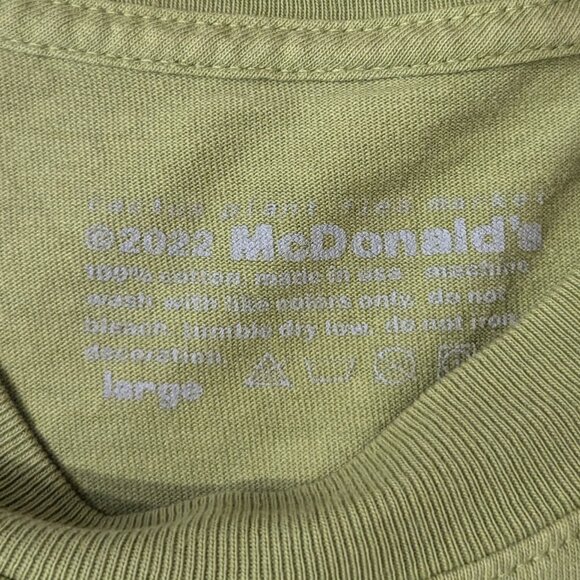 cactus plant flea market
©2022 McDonald's
100% cotton. made in usa. machine
wash with like colors only. do not
bleach. tumble dry low. do not iron
decoration.
large